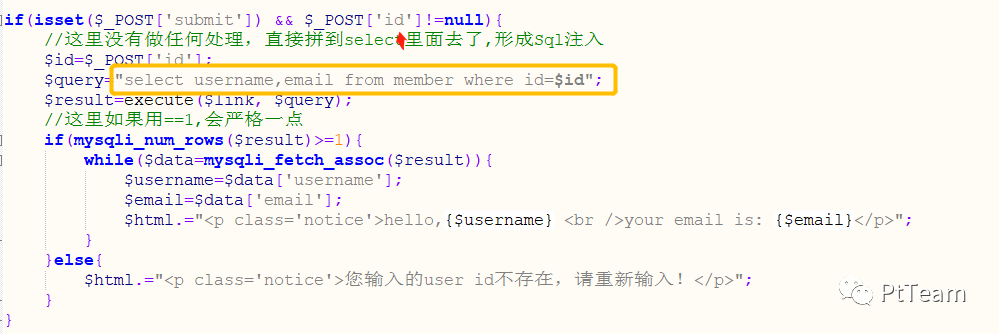 if(isset($_POST['submit']) && $_POST['id']!=null){
//这里没有做任何处理，直接拼到select里面去了,形成Sql注入
$id=$_POST['id'];
$query="select username,email from member where id=$id";
$result=execute($link, $query);
//这里如果用==1,会严格一点
if(mysqli_num_rows($result)>=1){
while($data=mysqli_fetch_assoc($result)){
$username=$data['username'];
$email=$data['email'];
$html.="<p class='notice'>hello,{$username} <br />your email is: {$email}</p>";
}
}else{
$html.="<p class='notice'>您输入的user id不存在，请重新输入！</p>";
}
}
PtTeam